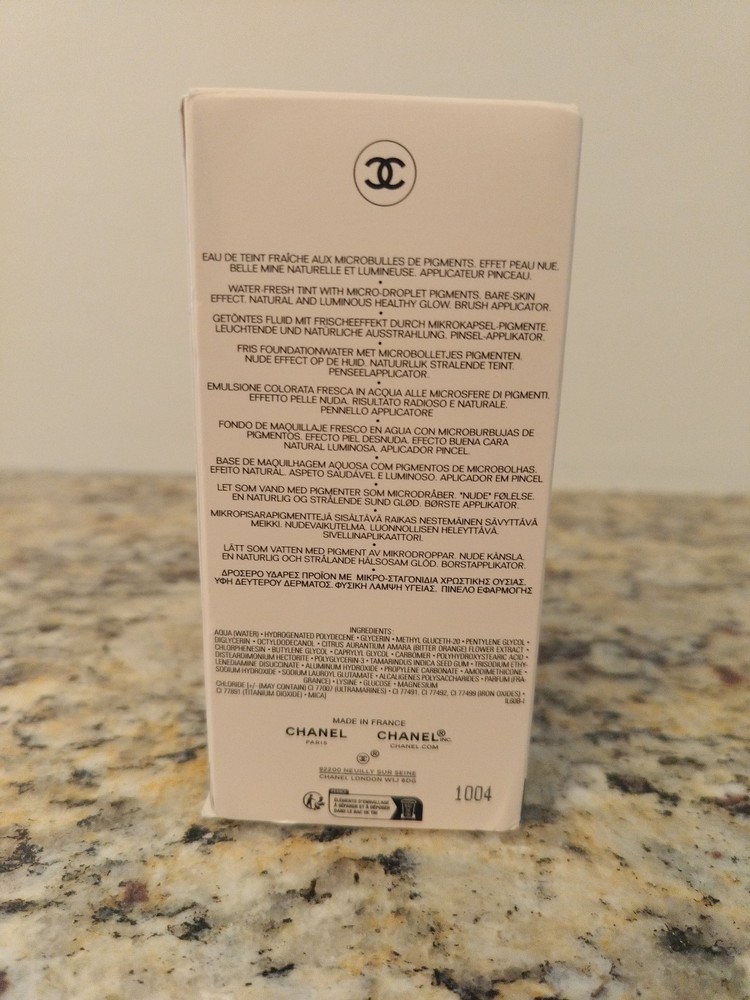 EAU DE TEINT FRAÎCHE AUX MICROBULLES DE PIGMENTS. EFFET PEAU NUE.
BELLE MINE NATURELLE ET LUMINEUSE. APPLICATEUR PINCEAU.
•
WATER-FRESH TINT WITH MICRO-DROPLET PIGMENTS. BARE-SKIN
EFFECT. NATURAL AND LUMINOUS HEALTHY GLOW. BRUSH APPLICATOR.
•
GETÖNTES FLUID MIT FRISCHEEFFEKT DURCH MIKROKAPSEL-PIGMENTE.
LEUCHTENDE UND NATÜRLICHE AUSSTRAHLUNG. PINSEL-APPLIKATOR.
•
FRIS FOUNDATIONWATER MET MICROBOLLETJES PIGMENTEN.
NUDE EFFECT OP DE HUID. NATUURLIJK STRALENDE TEINT.
PENSEELAPPLICATOR.
•
EMULSIONE COLORATA FRESCA IN ACQUA ALLE MICROSFERE DI PIGMENTI.
EFFETTO PELLE NUDA. RISULTATO RADIOSO E NATURALE.
PENNELLO APPLICATORE
•
FONDO DE MAQUILLAJE FRESCO EN AGUA CON MICROBURBUJAS DE
PIGMENTOS. EFECTO PIEL DESNUDA. EFECTO BUENA CARA
NATURAL LUMINOSA. APLICADOR PINCEL.
•
BASE DE MAQUILHAGEM AQUOSA COM PIGMENTOS DE MICROBOLHAS.
EFEITO NATURAL. ASPETO SAUDÁVEL E LUMINOSO. APLICADOR EM PINCEL
•
LET SOM VAND MED PIGMENTER SOM MICRODRÅBER. "NUDE" FØLELSE.
EN NATURLIG OG STRÅLENDE SUND GLØD. BØRSTE APPLIKATOR.
•
MIKROPISARAPIGMENTTEJÄ SISÄLTÄVÄ RAIKAS NESTEMÄINEN SÄVYTTÄVÄ
MEIKKI. NUDEVAIKUTELMA. LUONNOLLISEN HELEYTTÄVÄ.
SIVELLINAPLIKAATTORI.
•
LÄTT SOM VATTEN MED PIGMENT AV MIKRODROPPAR. NUDE KÄNSLA.
EN NATURLIG OCH STRÅLANDE HÄLSOSAM GLÖD. BORSTAPPLIKATOR.
•
ΔΡΟΣΕΡΟ ΥΔΑΡΕΣ ΠΡΟΪΟΝ ΜΕ ΜΙΚΡΟ-ΣΤΑΓΟΝΙΔΙΑ ΧΡΩΣΤΙΚΗΣ ΟΥΣΙΑΣ.
ΥΦΗ ΔΕΥΤΕΡΟΥ ΔΕΡΜΑΤΟΣ. ΦΥΣΙΚΗ ΛΑΜΨΗ ΥΓΕΙΑΣ. ΠΙΝΕΛΟ ΕΦΑΡΜΟΓΗΣ
INGREDIENTS:
AQUA (WATER) • HYDROGENATED POLYDECENE • GLYCERIN • METHYL GLUCETH-20 • PENTYLENE GLYCOL •
DIGLYCERIN • OCTYLDODECANOL • CITRUS AURANTIUM AMARA (BITTER ORANGE) FLOWER EXTRACT •
CHLORPHENESIN • BUTYLENE GLYCOL • CAPRYLYL GLYCOL • CARBOMER • POLYHYDROXYSTEARIC ACID •
DISTEARDIMONIUM HECTORITE • POLYGLYCERIN-3 • TAMARINDUS INDICA SEED GUM • TRISODIUM ETHY-
LENEDIAMINE DISUCCINATE • ALUMINUM HYDROXIDE • PROPYLENE CARBONATE • AMODIMETHICONE •
SODIUM HYDROXIDE • SODIUM LAUROYL GLUTAMATE • ALCALIGENES POLYSACCHARIDES • PARFUM (FRA-
GRANCE) • LYSINE • GLUCOSE • MAGNESIUM
CHLORIDE [+/- (MAY CONTAIN) CI 77007 (ULTRAMARINES) • CI 77491, CI 77492, CI 77499 (IRON OXIDES) •
CI 77891 (TITANIUM DIOXIDE) • MICA]
MADE IN FRANCE
CHANEL CHANEL® INC.
PARIS CHANEL.COM
®
92200 NEUILLY SUR SEINE
CHANEL LONDON W1J 6DG
ÉLÉMENTS D'EMBALLAGE
À SÉPARER ET À DÉPOSER
DANS LE BAC DE TRI
1004